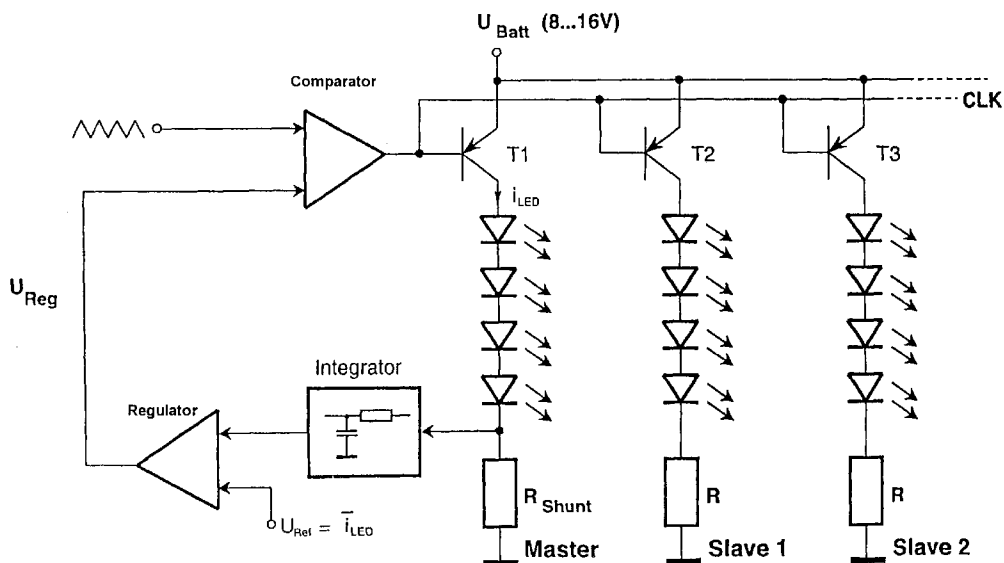 U Batt (8...16V)
Comparator
CLK
T1
T2
T3
i LED
U Reg
Integrator
Regulator
R Shunt
R
R
U Ref = i̅ LED
Master
Slave 1
Slave 2